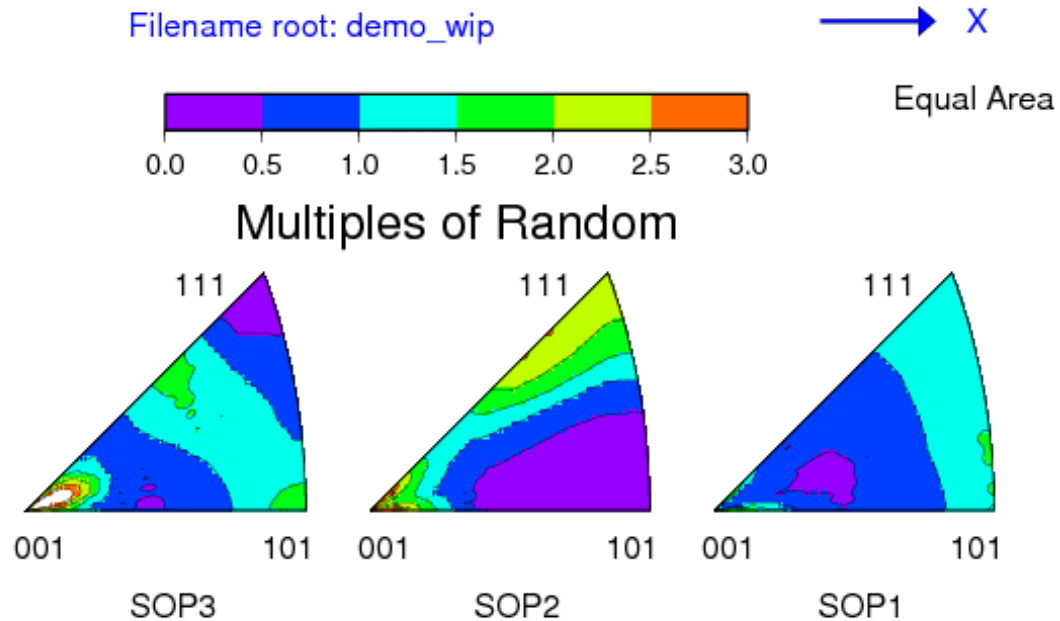 Filename root: demo_wip
X
Equal Area
0.0 0.5 1.0 1.5 2.0 2.5 3.0
Multiples of Random
111 111 111
001 101 001 101 001 101
SOP3 SOP2 SOP1